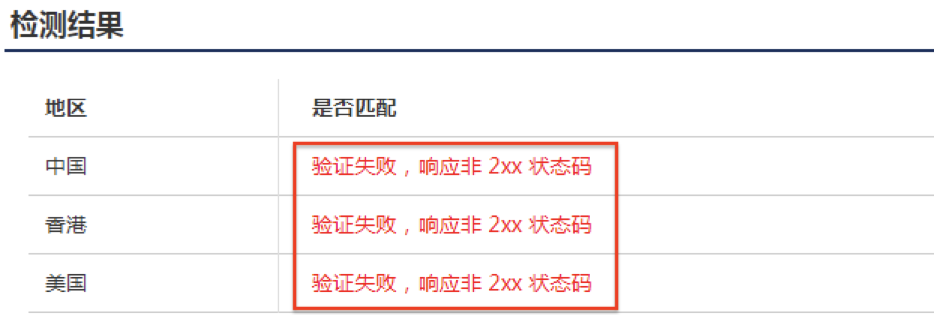 检测结果
地区 是否匹配
中国 验证失败，响应非 2xx 状态码
香港 验证失败，响应非 2xx 状态码
美国 验证失败，响应非 2xx 状态码